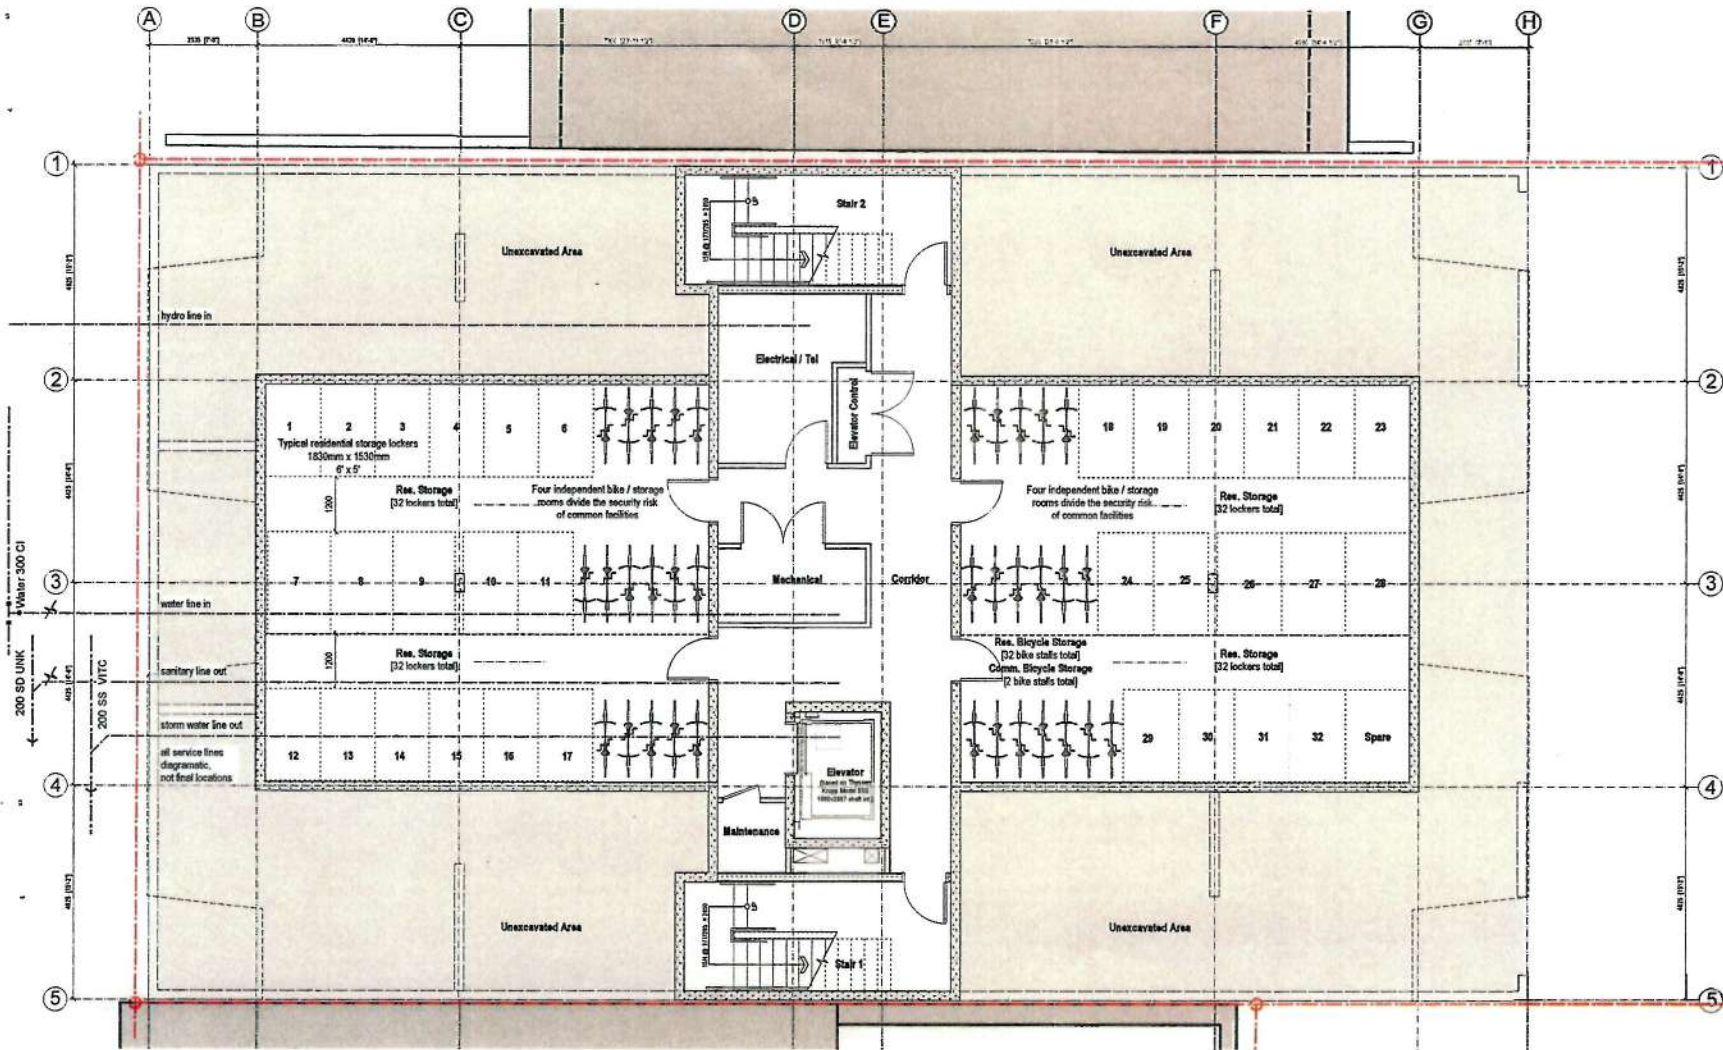 A B C D E F G H
1 1
Stair 2
Unexcavated Area
Unexcavated Area
hydro line in
Electrical / Tel
2 2
Elevator Control
1 2 3 4 5 6
18 19 20 21 22 23
Typical residential storage lockers
1830mm x 1530mm
6' x 5'
Res. Storage
[32 lockers total]
Four independent bike / storage
rooms divide the security risk
of common facilities
Four independent bike / storage
rooms divide the security risk
of common facilities
Res. Storage
[32 lockers total]
1200
Water 300 CI
3 3
7 8 9 10 11
Mechanical
Corridor
24 25 26 27 28
water line in
200 SD UNK
200 SS VITC
1200
Res. Storage
[32 lockers total]
Res. Bicycle Storage
[32 bike stalls total]
Comm. Bicycle Storage
[2 bike stalls total]
Res. Storage
[32 lockers total]
sanitary line out
storm water line out
all service lines
diagramatic,
not final locations
12 13 14 15 16 17
29 30 31 32 Spare
Elevator
4 4
Maintenance
Unexcavated Area
Unexcavated Area
Stair 1
5 5